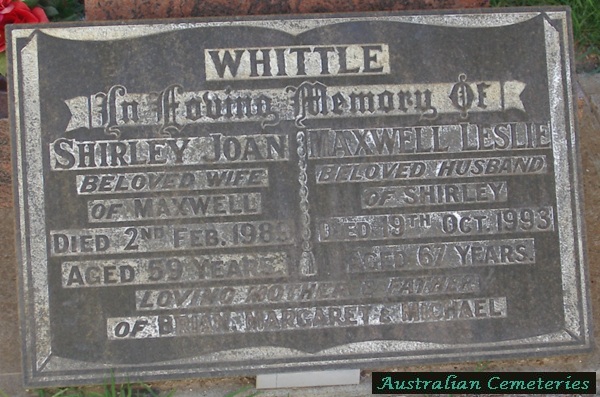 WHITTLE
In Loving Memory Of
SHIRLEY JOAN
BELOVED WIFE
OF MAXWELL
DIED 2ND FEB. 198
AGED 59 YEARS
MAXWELL LESLIE
BELOVED HUSBAND
OF SHIRLEY
DIED 19TH OCT. 1993
AGED 67 YEARS.
LOVING MOTHER & FATHER
OF BRIAN, MARGARET & MICHAEL
Australian Cemeteries